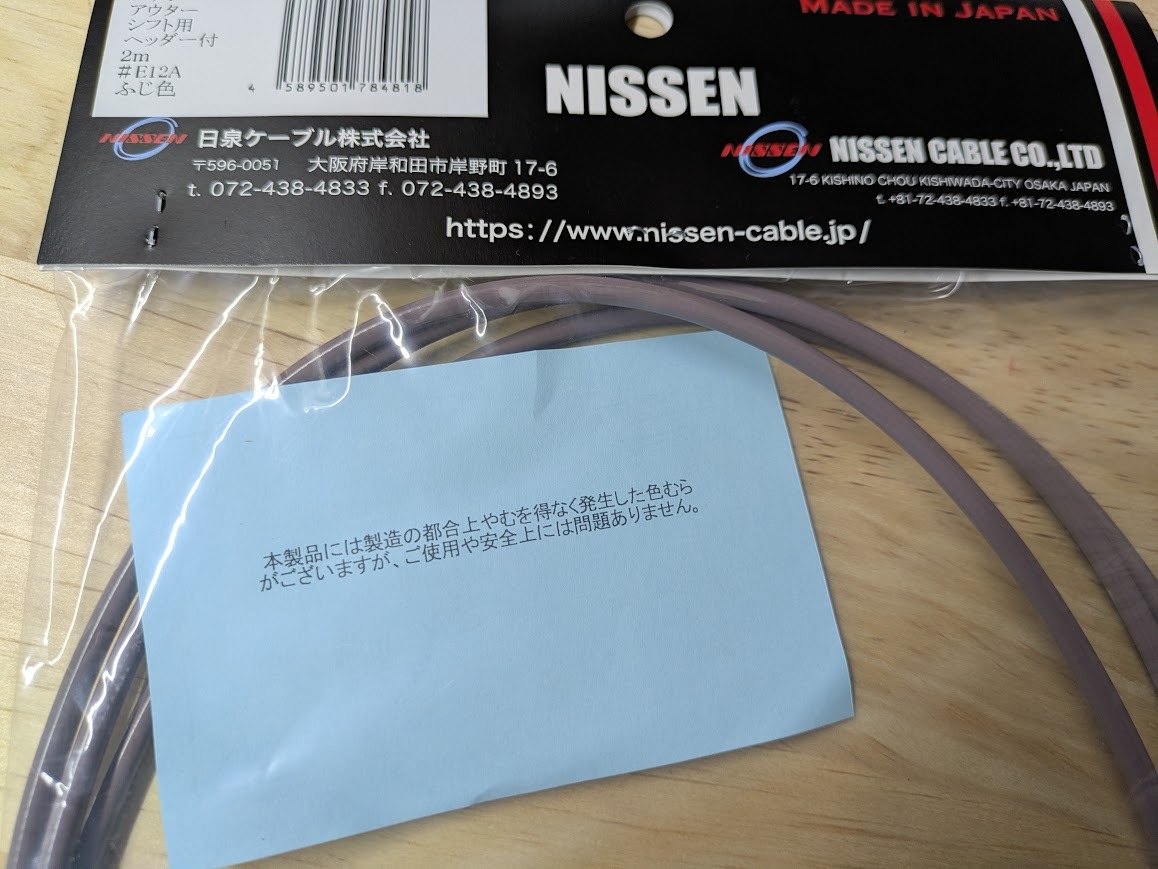 アウター
シフト用
ヘッダー付
2m
#E12A
ふじ色
4 589501 784818
MADE IN JAPAN
NISSEN
NISSEN 日泉ケーブル株式会社
〒596-0051 大阪府岸和田市岸野町 17-6
t. 072-438-4833 f. 072-438-4893
NISSEN NISSEN CABLE CO.,LTD
17-6 KISHINO CHOU KISHIWADA-CITY OSAKA JAPAN
t. +81-72-438-4833 f. +81-72-438-4893
https://www.nissen-cable.jp/
本製品には製造の都合上やむを得なく発生した色むら
がございますが、ご使用や安全上には問題ありません。